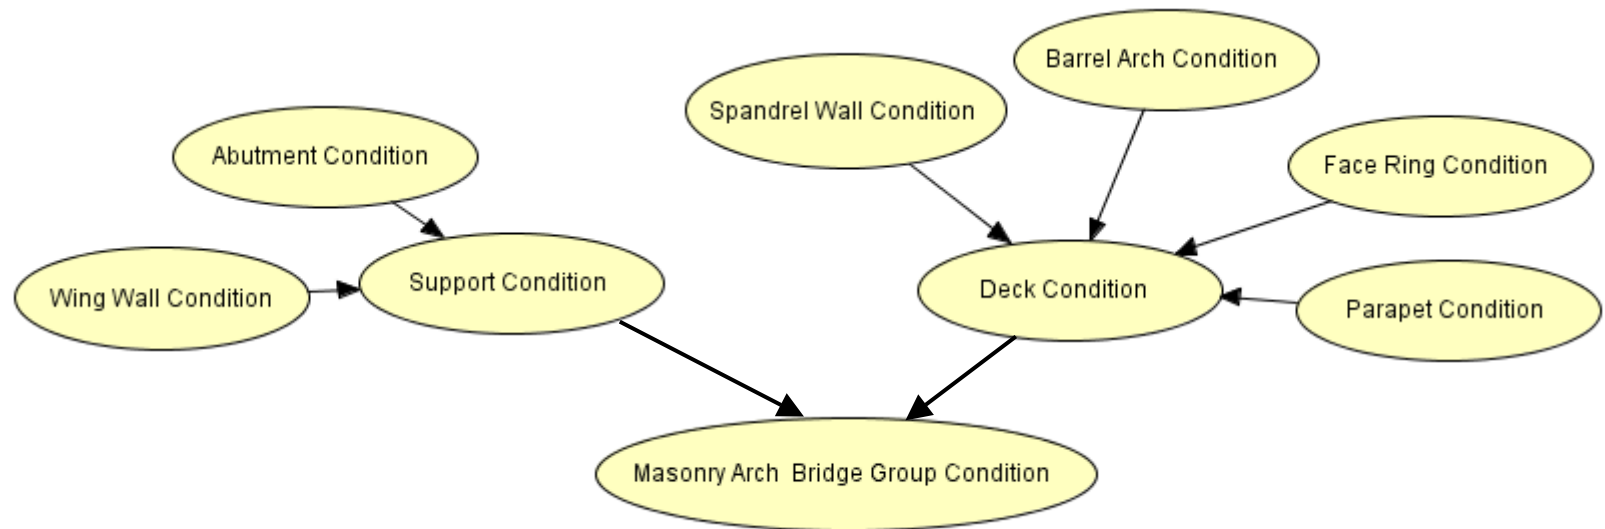 Barrel Arch Condition
Spandrel Wall Condition
Abutment Condition
Face Ring Condition
Support Condition
Deck Condition
Wing Wall Condition
Parapet Condition
Masonry Arch  Bridge Group Condition